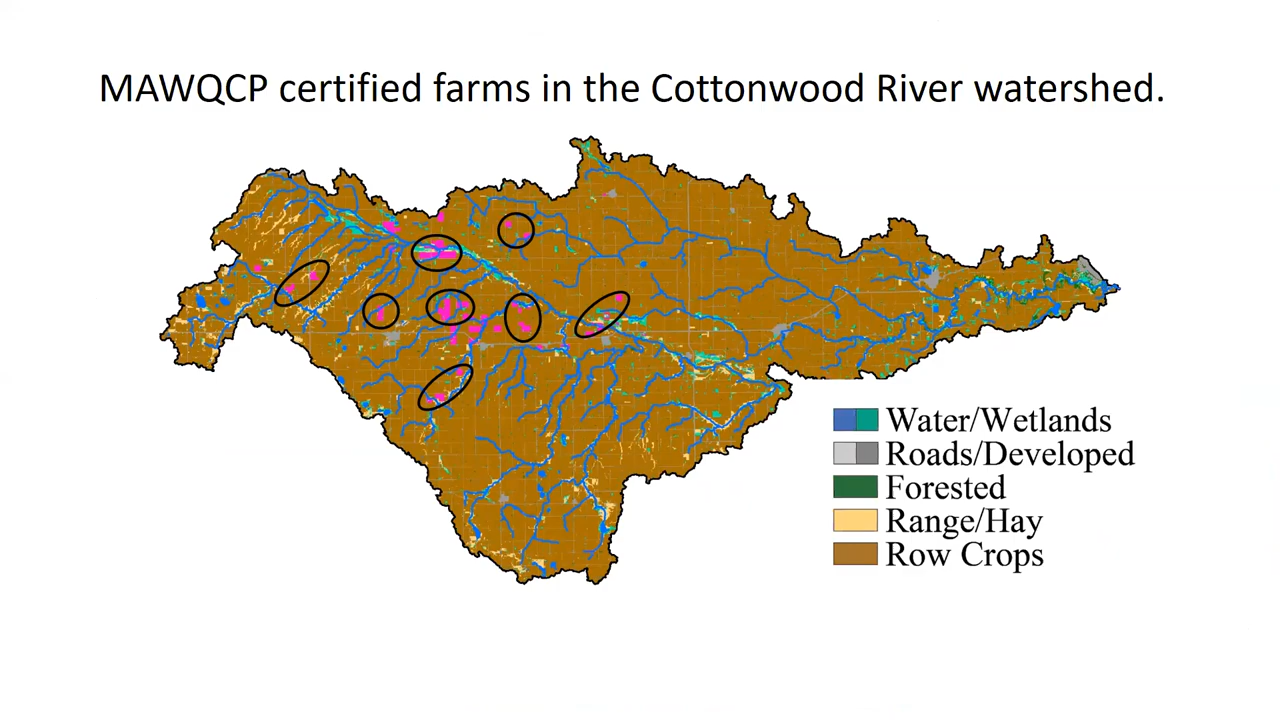 MAWQCP certified farms in the Cottonwood River watershed.
Water/Wetlands
Roads/Developed
Forested
Range/Hay
Row Crops